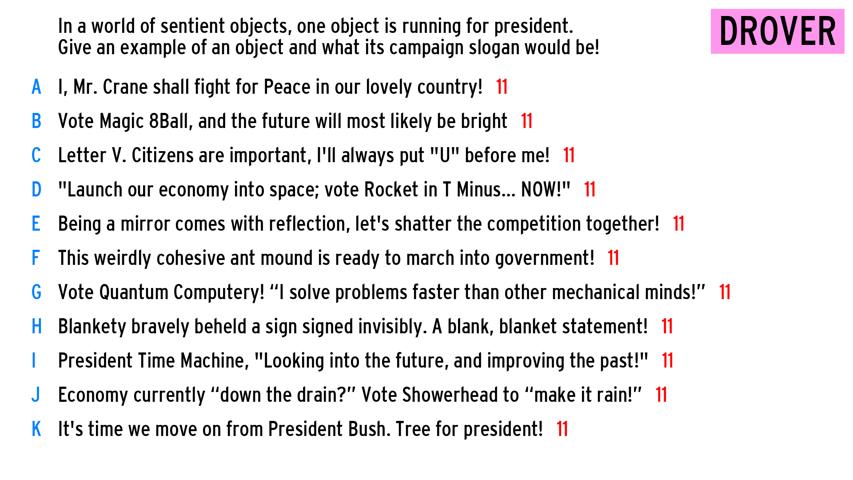 In a world of sentient objects, one object is running for president.
Give an example of an object and what its campaign slogan would be!
DROVER
A I, Mr. Crane shall fight for Peace in our lovely country! 11
B Vote Magic 8Ball, and the future will most likely be bright 11
C Letter V. Citizens are important, I'll always put "U" before me! 11
D "Launch our economy into space; vote Rocket in T Minus... NOW!" 11
E Being a mirror comes with reflection, let's shatter the competition together! 11
F This weirdly cohesive ant mound is ready to march into government! 11
G Vote Quantum Computery! “I solve problems faster than other mechanical minds!” 11
H Blankety bravely beheld a sign signed invisibly. A blank, blanket statement! 11
I President Time Machine, "Looking into the future, and improving the past!" 11
J Economy currently “down the drain?” Vote Showerhead to “make it rain!” 11
K It's time we move on from President Bush. Tree for president! 11